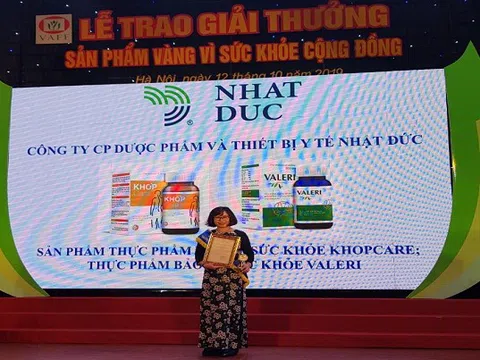 VAFF
LỄ TRAO GIẢI THƯỞNG
SẢN PHẨM VÀNG VÌ SỨC KHỎE CỘNG ĐỒNG
Hà Nội, ngày 12 tháng 10 năm 2019
NHAT
DUC
CÔNG TY CP DƯỢC PHẨM VÀ THIẾT BỊ Y TẾ NHẬT ĐỨC
KHOP
VALERI
VALERI
SẢN PHẨM THỰC PHẨM SỨC KHỎE KHOPCARE;
THỰC PHẨM BẢO KHỎE VALERI